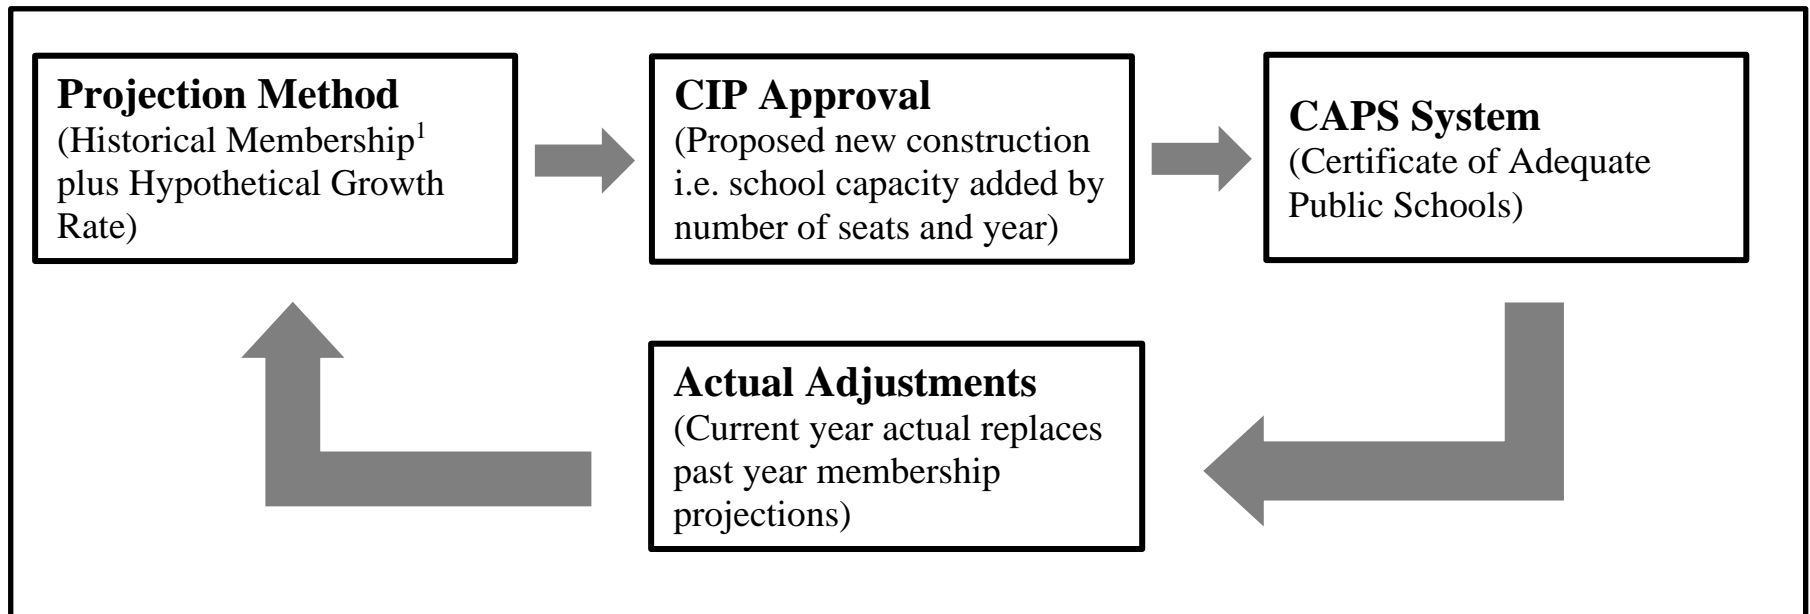 Projection Method
(Historical Membership¹
plus Hypothetical Growth
Rate)
CIP Approval
(Proposed new construction
i.e. school capacity added by
number of seats and year)
CAPS System
(Certificate of Adequate
Public Schools)
Actual Adjustments
(Current year actual replaces
past year membership
projections)